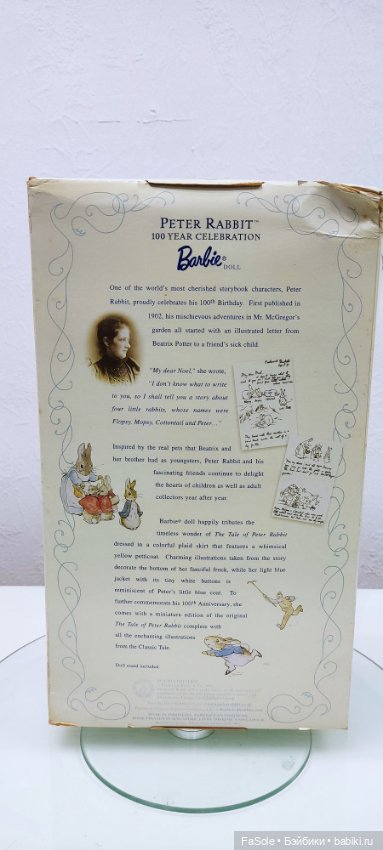 PETER RABBIT™
100 YEAR CELEBRATION
Barbie® DOLL
One of the world's most cherished storybook characters, Peter
Rabbit, proudly celebrates his 100th Birthday. First published in
1902, his mischievous adventures in Mr. McGregor's
garden all started with an illustrated letter from
Beatrix Potter to a friend's sick child.
"My dear Noel," she wrote,
"I don't know what to write
to you, so I shall tell you a story about
four little rabbits, whose names were
Flopsy, Mopsy, Cottontail and Peter..."
Inspired by the real pets that Beatrix and
her brother had as youngsters, Peter Rabbit and his
fascinating friends continue to delight
the hearts of children as well as adult
collectors year after year.
Barbie® doll happily tributes the
timeless wonder of The Tale of Peter Rabbit
dressed in a colorful plaid skirt that features a whimsical
yellow petticoat. Charming illustrations taken from the story
decorate the bottom of her fanciful frock, while her light blue
jacket with its tiny white buttons is
reminiscent of Peter's little blue coat. To
further commemorate his 100th Anniversary, she
comes with a miniature edition of the original
The Tale of Peter Rabbit complete with
all the enchanting illustrations
from the Classic Tale.
Doll stand included.
FaSole • Бэйбики • babiki.ru